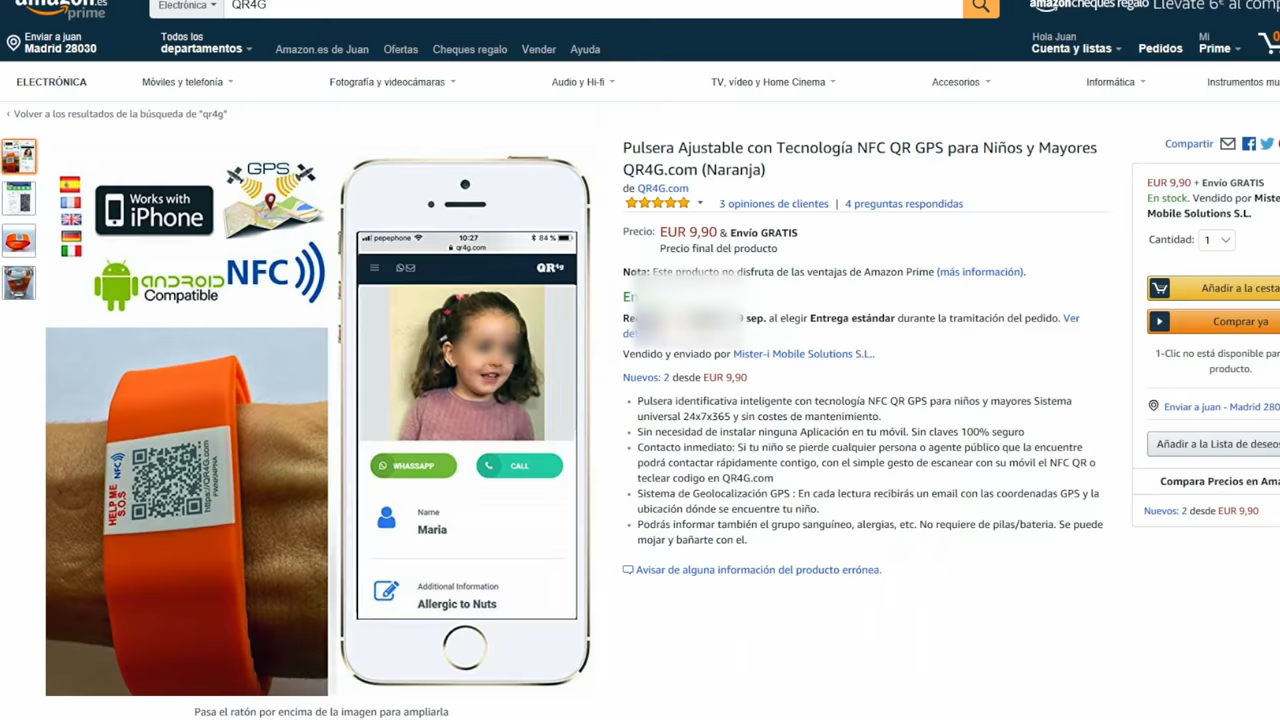 amazon.es
prime
Electrónica
QR4G
amazoncheques regalo Llévate 6€ al comp
Enviar a juan
Madrid 28030
Todos los
departamentos
Amazon.es de Juan
Ofertas
Cheques regalo
Vender
Ayuda
Hola Juan
Cuenta y listas
Pedidos
Mi
Prime
0
ELECTRÓNICA
Móviles y telefonía
Fotografía y videocámaras
Audio y Hi-fi
TV, vídeo y Home Cinema
Accesorios
Informática
Instrumentos mu
‹ Volver a los resultados de la búsqueda de "qr4g"
Works with
iPhone
GPS
ANDROID
Compatible
NFC
HELP ME
S.O.S
NFC
https://QR4G.com
pepephone
10:27
84 %
qr4g.com
QR4g
WHASSAPP
CALL
Name
Maria
Additional Information
Allergic to Nuts
Pasa el ratón por encima de la imagen para ampliarla
Pulsera Ajustable con Tecnología NFC QR GPS para Niños y Mayores
QR4G.com (Naranja)
de QR4G.com
3 opiniones de clientes | 4 preguntas respondidas
Precio: EUR 9,90 & Envío GRATIS
Precio final del producto
Nota: Este producto no disfruta de las ventajas de Amazon Prime (más información).
En
sep. al elegir Entrega estándar durante la tramitación del pedido. Ver
Vendido y enviado por Mister-i Mobile Solutions S.L..
Nuevos: 2 desde EUR 9,90
Pulsera identificativa inteligente con tecnología NFC QR GPS para niños y mayores Sistema
universal 24x7x365 y sin costes de mantenimiento.
Sin necesidad de instalar ninguna Aplicación en tu móvil. Sin claves 100% seguro
Contacto inmediato: Si tu niño se pierde cualquier persona o agente público que la encuentre
podrá contactar rápidamente contigo, con el simple gesto de escanear con su móvil el NFC QR o
teclear codigo en QR4G.com
Sistema de Geolocalización GPS : En cada lectura recibirás un email con las coordenadas GPS y la
ubicación dónde se encuentre tu niño.
Podrás informar también el grupo sanguíneo, alergias, etc. No requiere de pilas/bateria. Se puede
mojar y bañarte con el.
Avisar de alguna información del producto errónea.
Compartir
EUR 9,90 + Envío GRATIS
En stock. Vendido por Miste
Mobile Solutions S.L.
Cantidad: 1
Añadir a la cesta
Comprar ya
1-Clic no está disponible par
producto.
Enviar a juan - Madrid 280
Añadir a la Lista de deseos
Compara Precios en Ama
Nuevos: 2 desde EUR 9,90